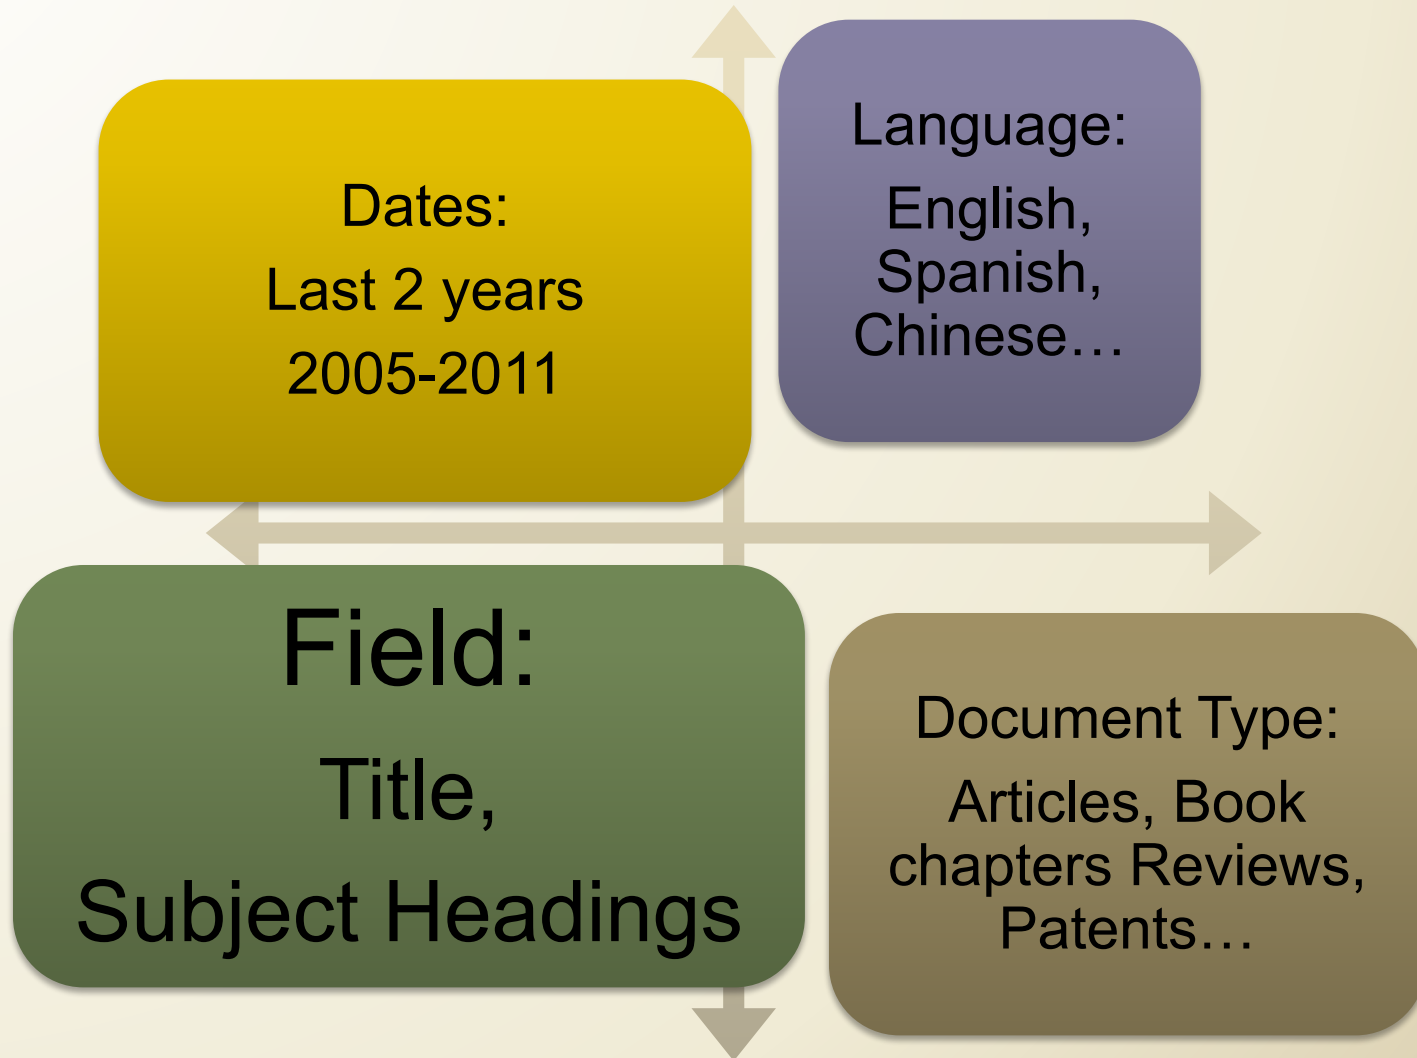 Dates:
Last 2 years
2005-2011
Language:
English,
Spanish,
Chinese…
Field:
Title,
Subject Headings
Document Type:
Articles, Book
chapters Reviews,
Patents…